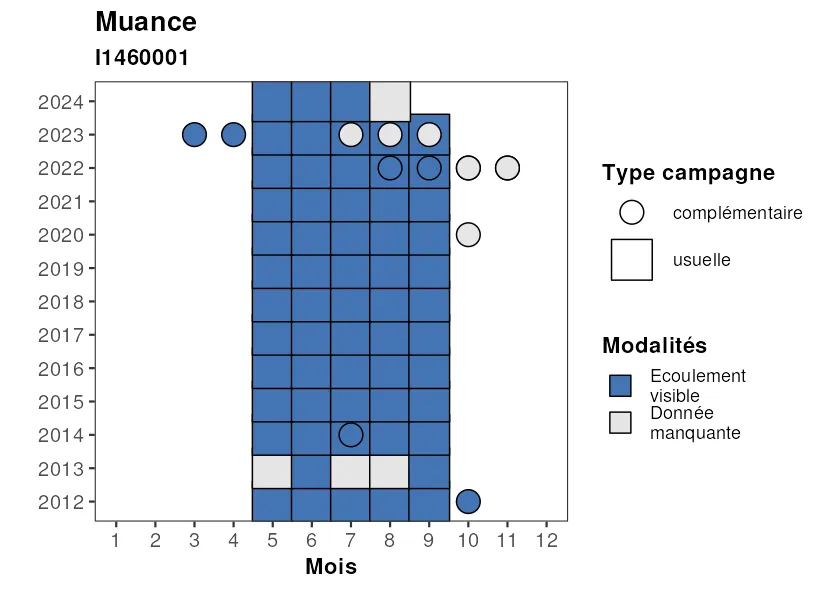 Muance
I1460001
2024
2023
2022
2021
2020
2019
2018
2017
2016
2015
2014
2013
2012
1 2 3 4 5 6 7 8 9 10 11 12
Mois
Type campagne
complémentaire
usuelle
Modalités
Ecoulement
visible
Donnée
manquante